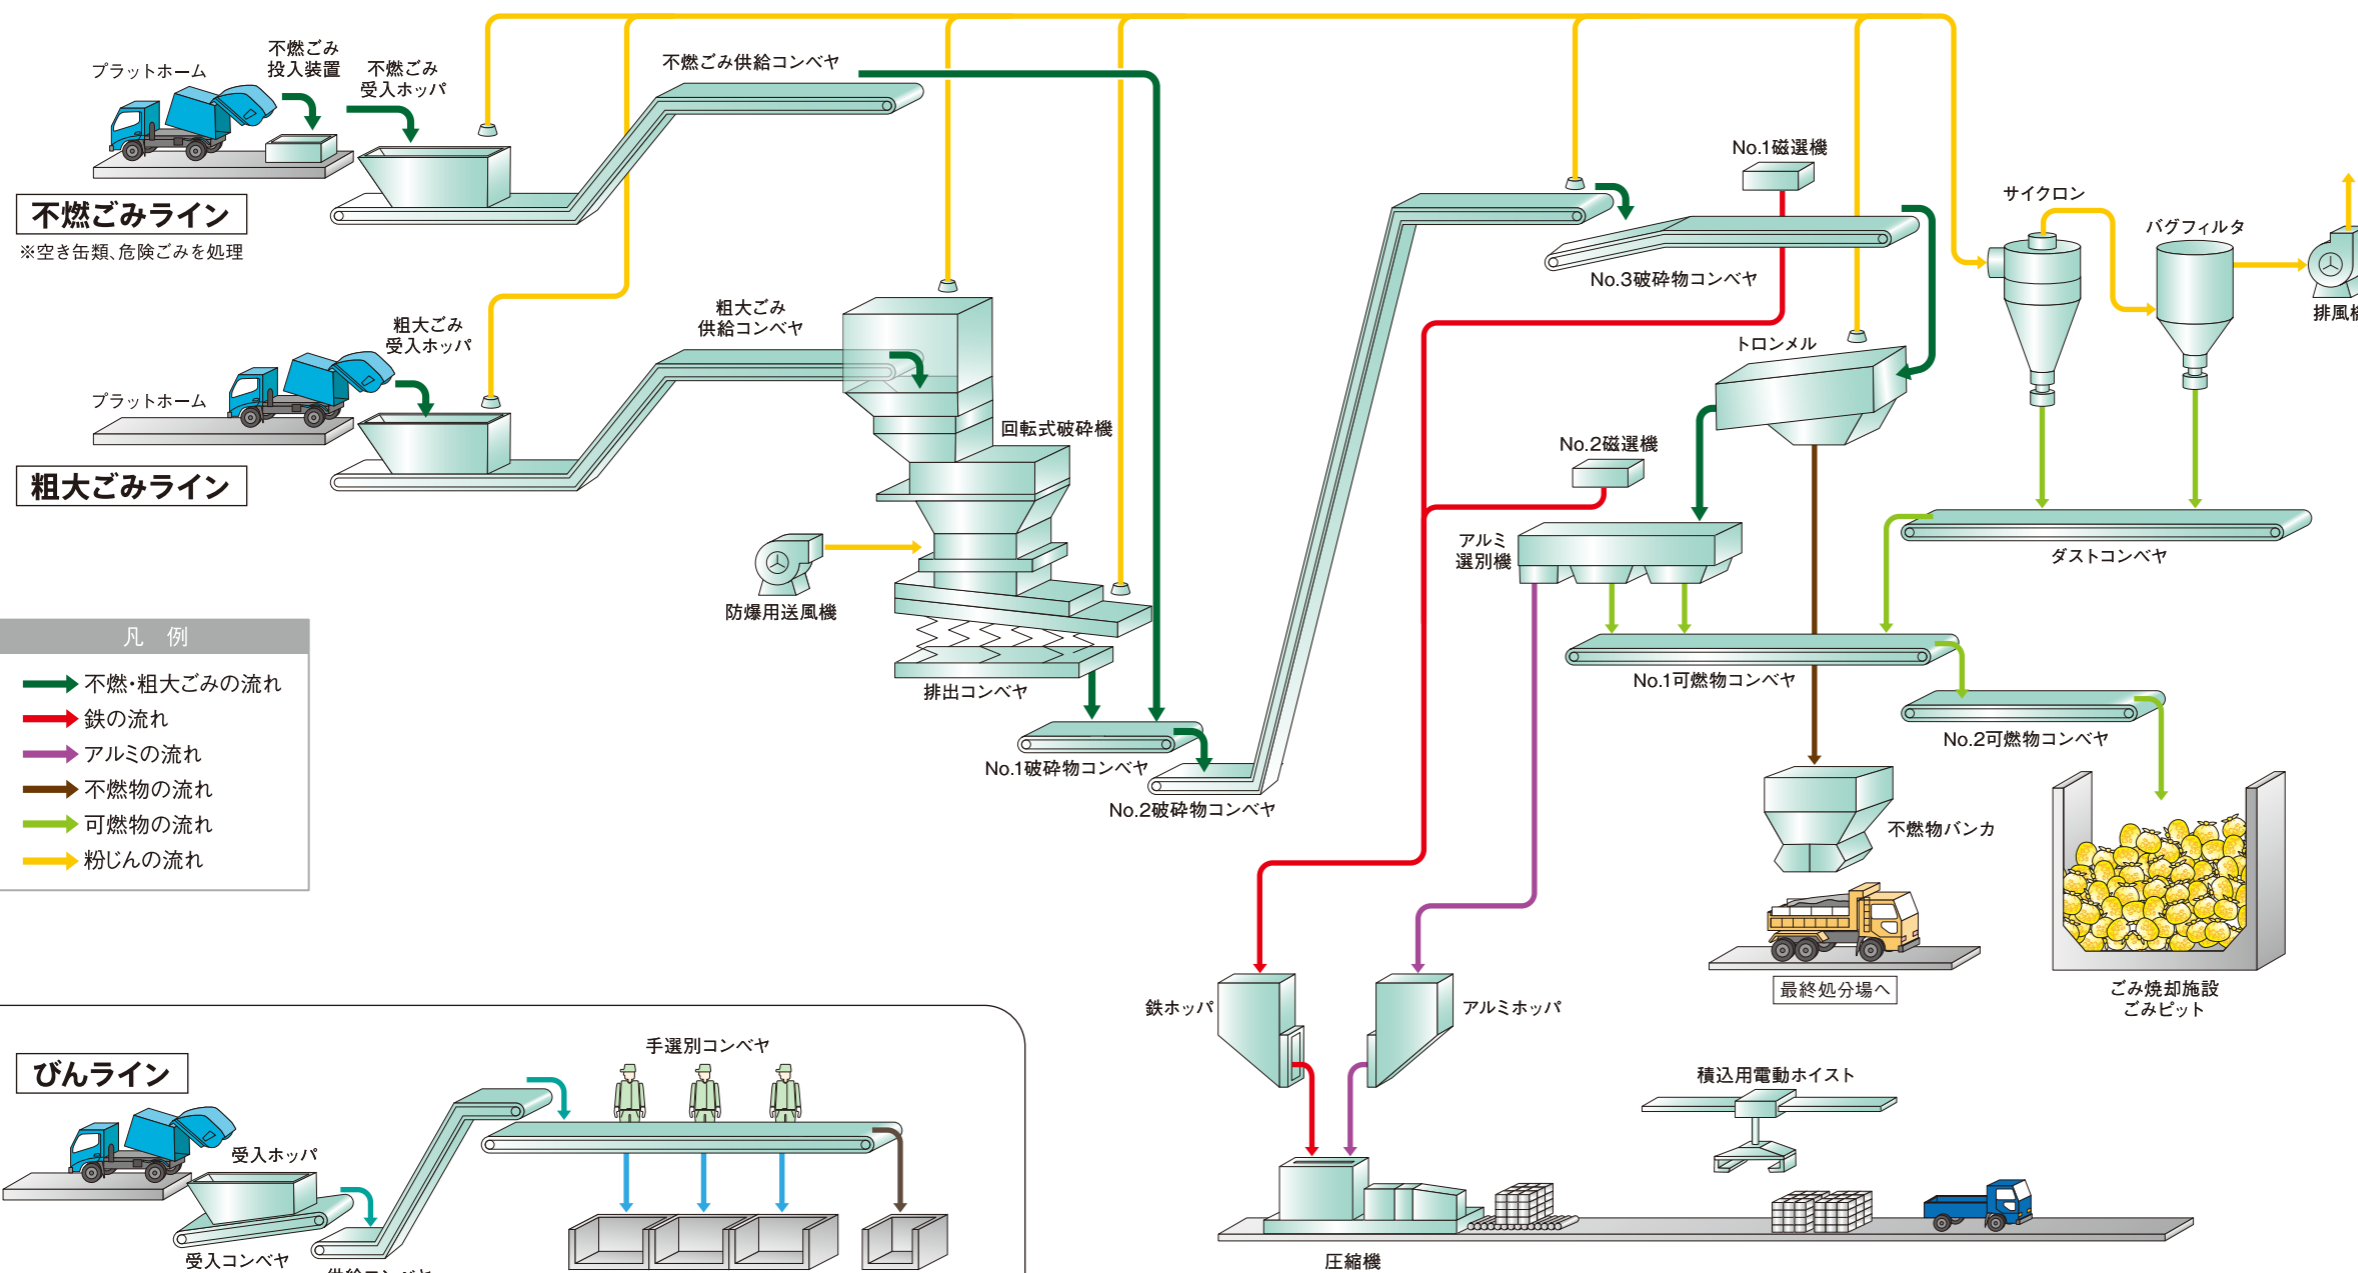 プラットホーム
不燃ごみ
投入装置
不燃ごみ
受入ホッパ
不燃ごみ供給コンベヤ
不燃ごみライン
※空き缶類、危険ごみを処理
No.1磁選機
サイクロン
バグフィルタ
No.3破砕物コンベヤ
排風機
粗大ごみ
受入ホッパ
粗大ごみ
供給コンベヤ
トロンメル
プラットホーム
回転式破砕機
No.2磁選機
粗大ごみライン
アルミ
選別機
ダストコンベヤ
防爆用送風機
凡 例
不燃・粗大ごみの流れ
鉄の流れ
アルミの流れ
不燃物の流れ
可燃物の流れ
粉じんの流れ
排出コンベヤ
No.1可燃物コンベヤ
No.2可燃物コンベヤ
No.1破砕物コンベヤ
No.2破砕物コンベヤ
不燃物バンカ
最終処分場へ
ごみ焼却施設
ごみピット
鉄ホッパ
アルミホッパ
びんライン
手選別コンベヤ
積込用電動ホイスト
受入ホッパ
受入コンベヤ
供給コンベヤ
圧縮機